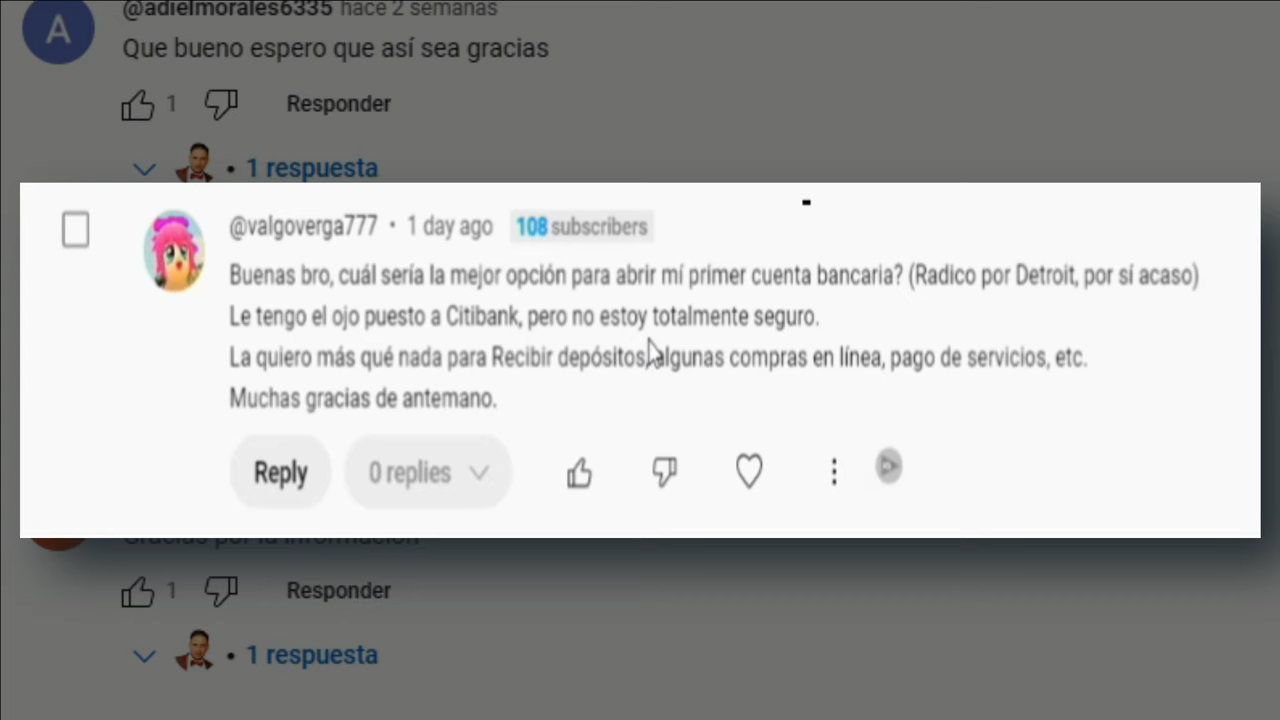 @adielmorales6335 hace 2 semanas
A
Que bueno espero que así sea gracias
1 Responder
• 1 respuesta
@valgoverga777 • 1 day ago 108 subscribers
Buenas bro, cuál sería la mejor opción para abrir mí primer cuenta bancaria? (Radico por Detroit, por sí acaso)
Le tengo el ojo puesto a Citibank, pero no estoy totalmente seguro.
La quiero más qué nada para Recibir depósitos, algunas compras en línea, pago de servicios, etc.
Muchas gracias de antemano.
Reply 0 replies
Gracias por la información
1 Responder
• 1 respuesta